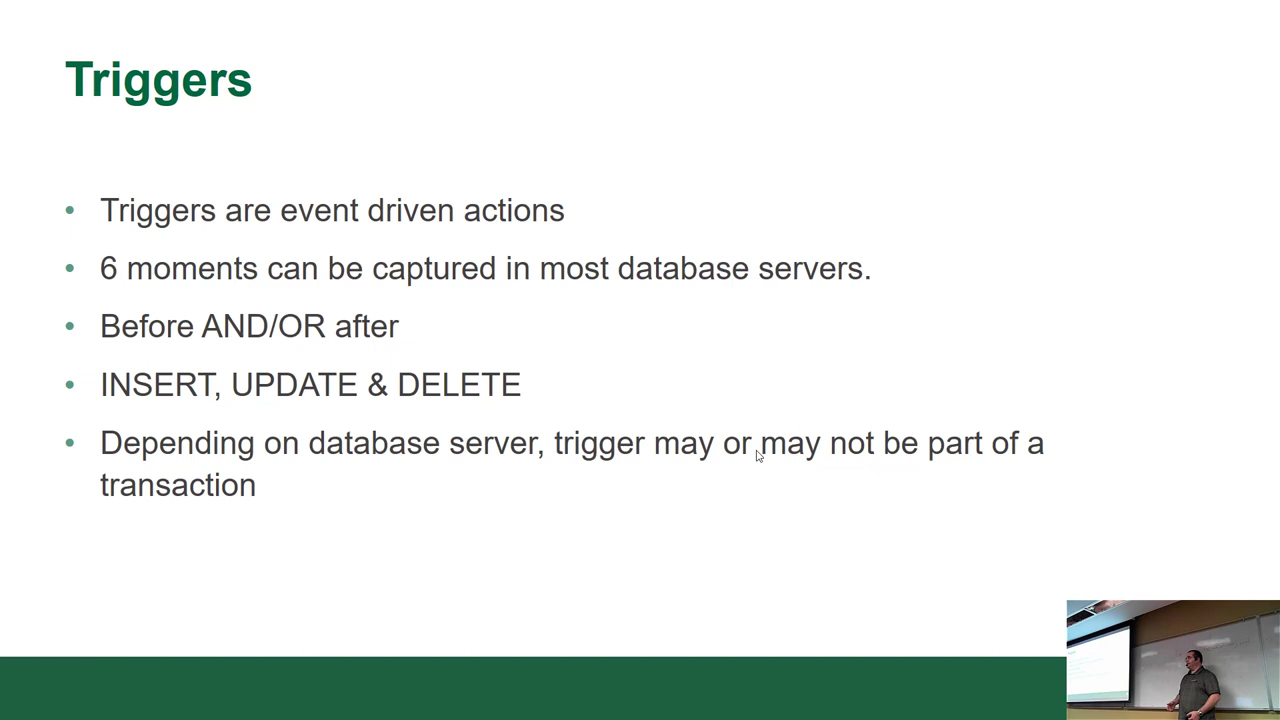 Triggers
• Triggers are event driven actions
• 6 moments can be captured in most database servers.
• Before AND/OR after
• INSERT, UPDATE & DELETE
• Depending on database server, trigger may or may not be part of a
transaction